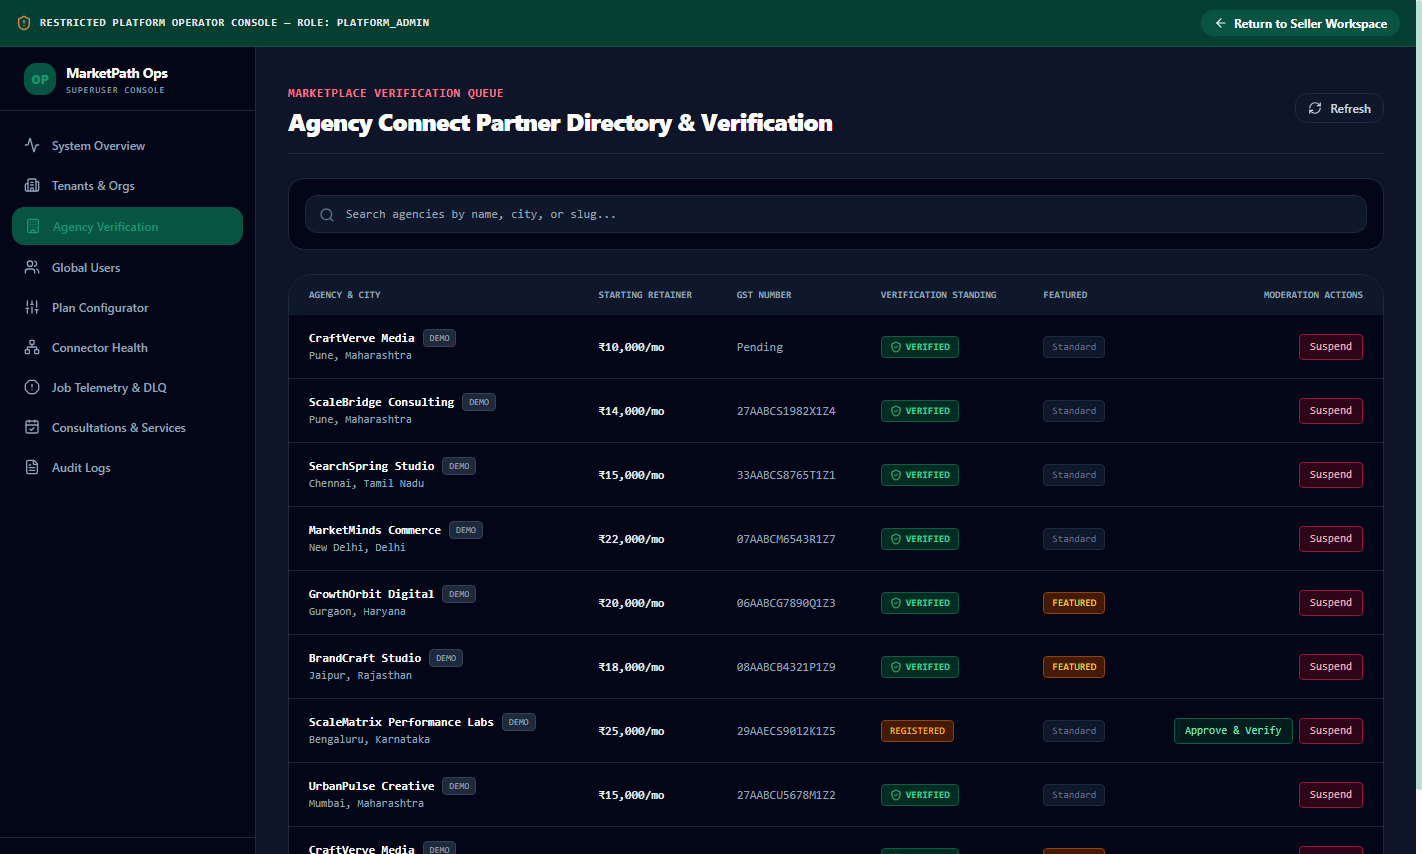 RESTRICTED PLATFORM OPERATOR CONSOLE — ROLE: PLATFORM_ADMIN
Return to Seller Workspace
OP
MarketPath Ops
SUPERUSER CONSOLE
System Overview
Tenants & Orgs
Agency Verification
Global Users
Plan Configurator
Connector Health
Job Telemetry & DLQ
Consultations & Services
Audit Logs
MARKETPLACE VERIFICATION QUEUE
Agency Connect Partner Directory & Verification
Refresh
Search agencies by name, city, or slug...
AGENCY & CITY STARTING RETAINER GST NUMBER VERIFICATION STANDING FEATURED MODERATION ACTIONS
CraftVerve Media DEMO
Pune, Maharashtra
₹10,000/mo Pending VERIFIED Standard Suspend
ScaleBridge Consulting DEMO
Pune, Maharashtra
₹14,000/mo 27AABCS1982X1Z4 VERIFIED Standard Suspend
SearchSpring Studio DEMO
Chennai, Tamil Nadu
₹15,000/mo 33AABCS8765T1Z1 VERIFIED Standard Suspend
MarketMinds Commerce DEMO
New Delhi, Delhi
₹22,000/mo 07AABCM6543R1Z7 VERIFIED Standard Suspend
GrowthOrbit Digital DEMO
Gurgaon, Haryana
₹20,000/mo 06AABCG7890Q1Z3 VERIFIED FEATURED Suspend
BrandCraft Studio DEMO
Jaipur, Rajasthan
₹18,000/mo 08AABCB4321P1Z9 VERIFIED FEATURED Suspend
ScaleMatrix Performance Labs DEMO
Bengaluru, Karnataka
₹25,000/mo 29AAECS9012K1Z5 REGISTERED Standard Approve & Verify Suspend
UrbanPulse Creative DEMO
Mumbai, Maharashtra
₹15,000/mo 27AABCU5678M1Z2 VERIFIED Standard Suspend
CraftVerve Media DEMO